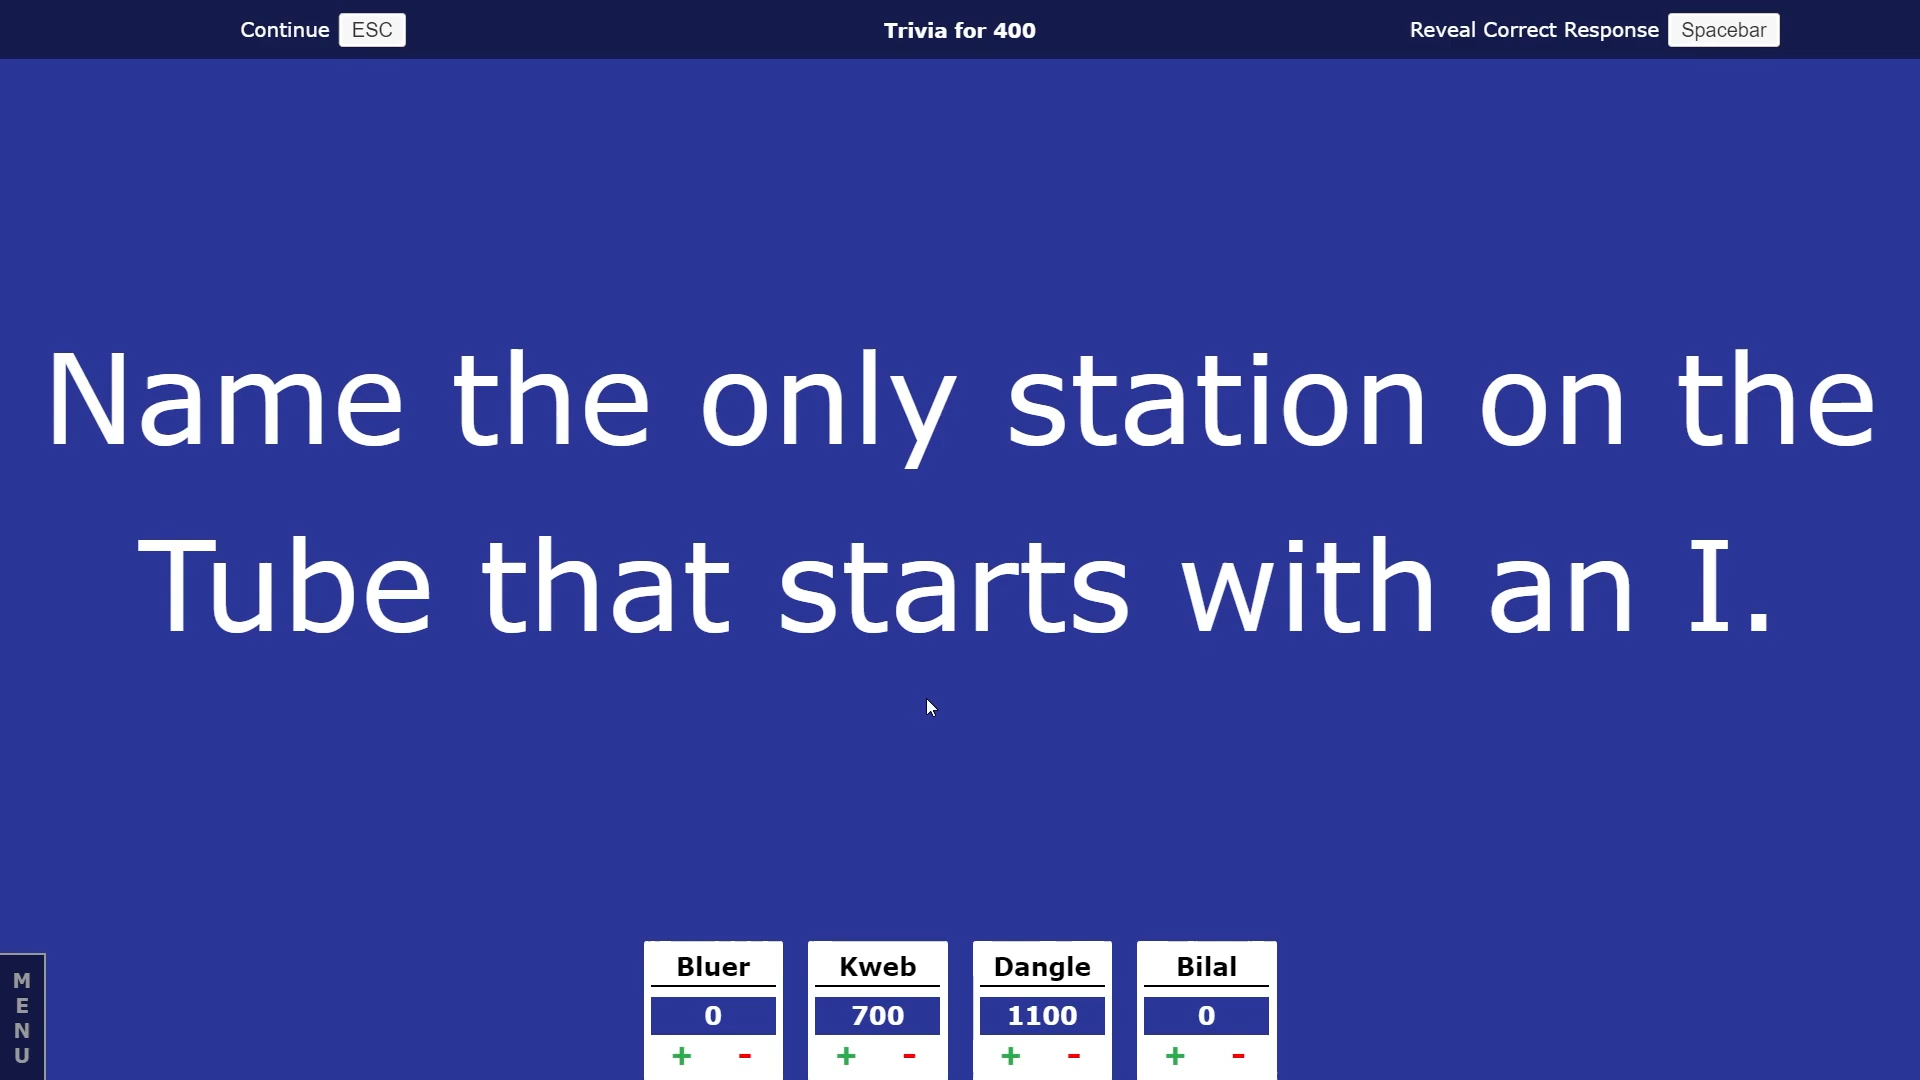 Continue ESC Trivia for 400 Reveal Correct Response Spacebar
Name the only station on the
Tube that starts with an I.
MENU
Bluer Kweb Dangle Bilal
0 700 1100 0
+ - + - + - + -